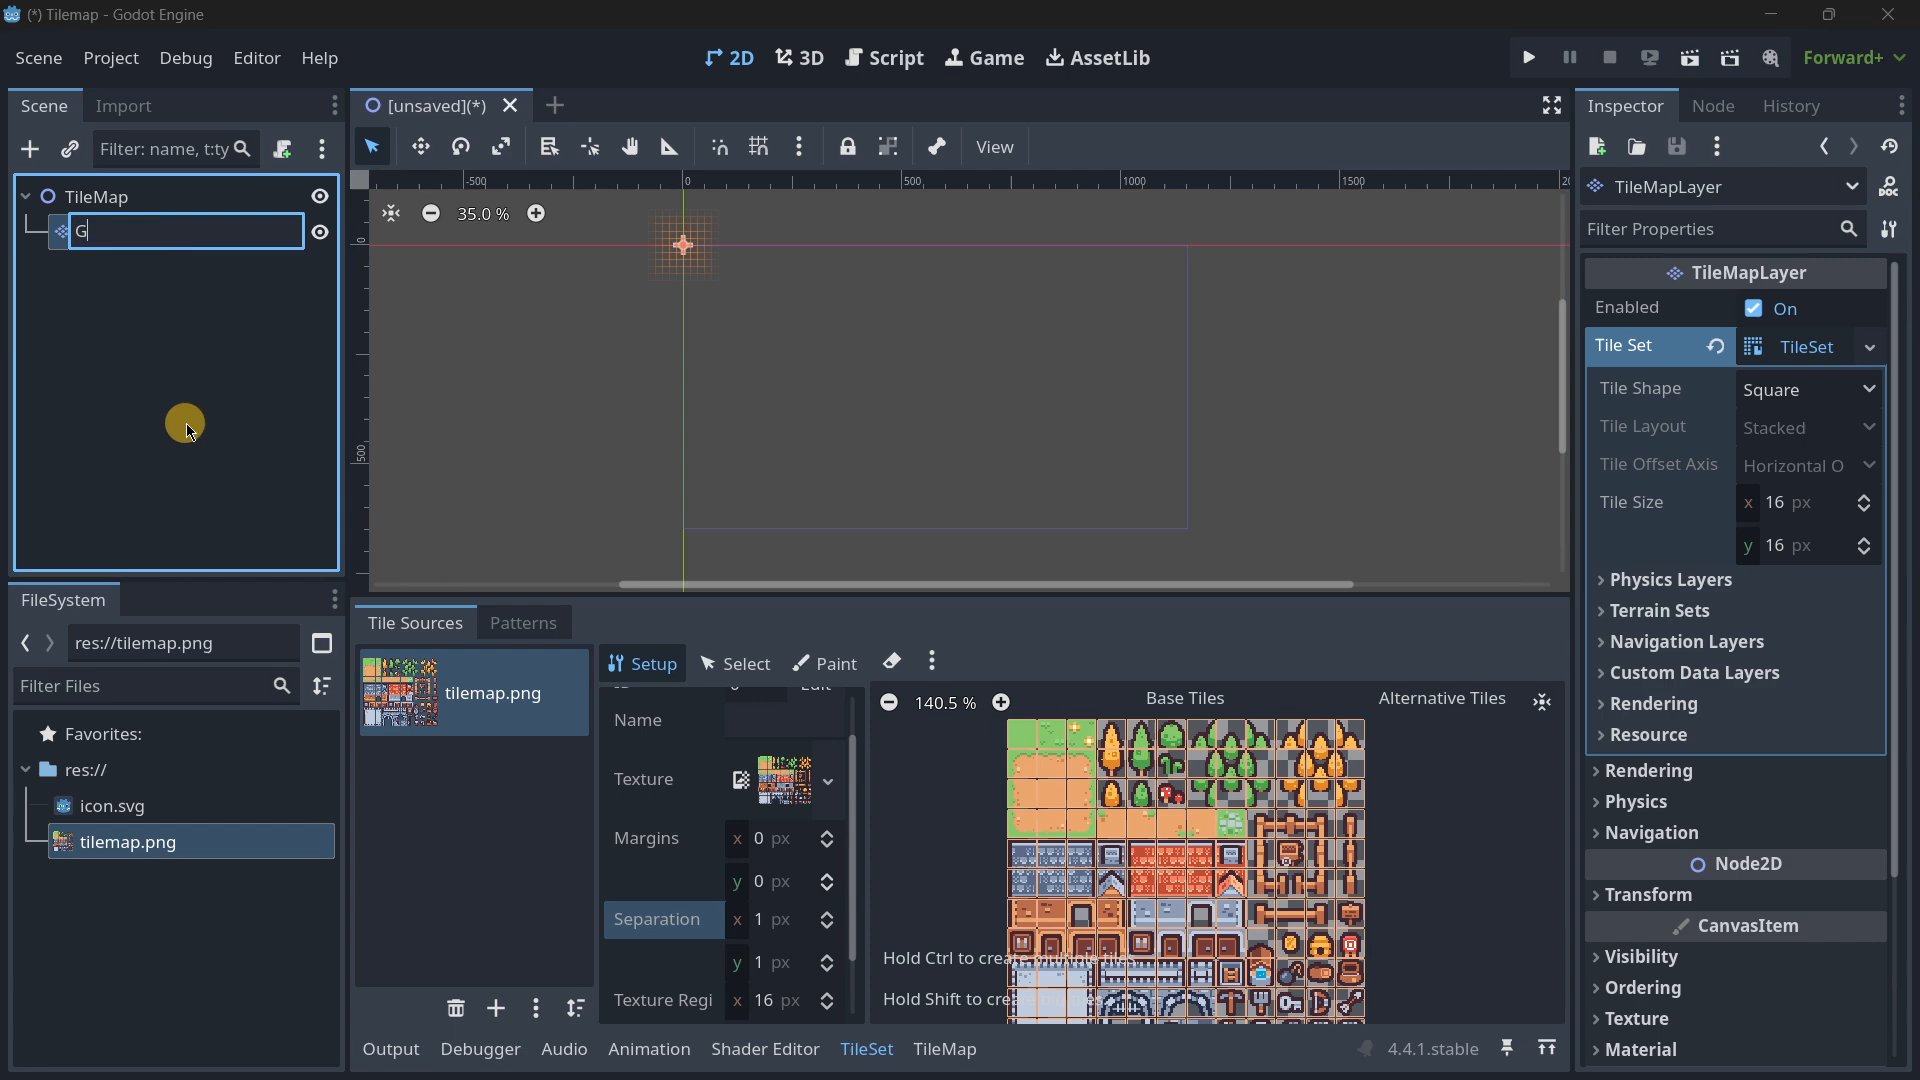 (*) Tilemap - Godot Engine
Scene Project Debug Editor Help
2D 3D Script Game AssetLib
Forward+
Scene Import
[unsaved](*)
Inspector Node History
Filter: name, t:ty
View
TileMap
G
-500 0 500 1000 1500
0
500
35.0 %
TileMapLayer
Filter Properties
TileMapLayer
Enabled On
Tile Set TileSet
Tile Shape Square
Tile Layout Stacked
Tile Offset Axis Horizontal O
Tile Size x 16 px
y 16 px
Physics Layers
Terrain Sets
Navigation Layers
Custom Data Layers
Rendering
Resource
Rendering
Physics
Navigation
Node2D
Transform
CanvasItem
Visibility
Ordering
Texture
Material
FileSystem
res://tilemap.png
Filter Files
Favorites:
res://
icon.svg
tilemap.png
Tile Sources Patterns
tilemap.png
Setup Select Paint
Name
Texture
Margins x 0 px
y 0 px
Separation x 1 px
y 1 px
Texture Regi x 16 px
140.5 % Base Tiles Alternative Tiles
Hold Ctrl to create multiple tiles.
Hold Shift to create
Output Debugger Audio Animation Shader Editor TileSet TileMap
4.4.1.stable